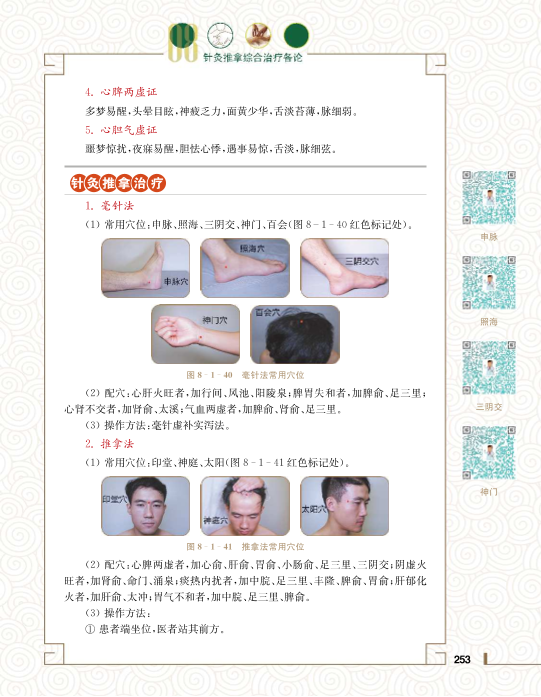 08
针灸推拿综合治疗各论
4. 心脾两虚证
多梦易醒,头晕目眩,神疲乏力,面黄少华,舌淡苔薄,脉细弱。
5. 心胆气虚证
噩梦惊扰,夜寐易醒,胆怯心悸,遇事易惊,舌淡,脉细弦。
针灸推拿治疗
1. 毫针法
(1) 常用穴位:申脉、照海、三阴交、神门、百会(图 8-1-40 红色标记处)。
申脉穴
照海穴
三阴交穴
神门穴
百会穴
图 8-1-40 毫针法常用穴位
(2) 配穴:心肝火旺者,加行间、风池、阳陵泉;脾胃失和者,加脾俞、足三里;
心肾不交者,加肾俞、太溪;气血两虚者,加脾俞、肾俞、足三里。
(3) 操作方法:毫针虚补实泻法。
2. 推拿法
(1) 常用穴位:印堂、神庭、太阳(图 8-1-41 红色标记处)。
印堂穴
神庭穴
太阳穴
图 8-1-41 推拿法常用穴位
(2) 配穴:心脾两虚者,加心俞、肝俞、胃俞、小肠俞、足三里、三阴交;阴虚火
旺者,加肾俞、命门、涌泉;痰热内扰者,加中脘、足三里、丰隆、脾俞、胃俞;肝郁化
火者,加肝俞、太冲;胃气不和者,加中脘、足三里、脾俞。
(3) 操作方法:
① 患者端坐位,医者站其前方。
申脉
照海
三阴交
神门
253